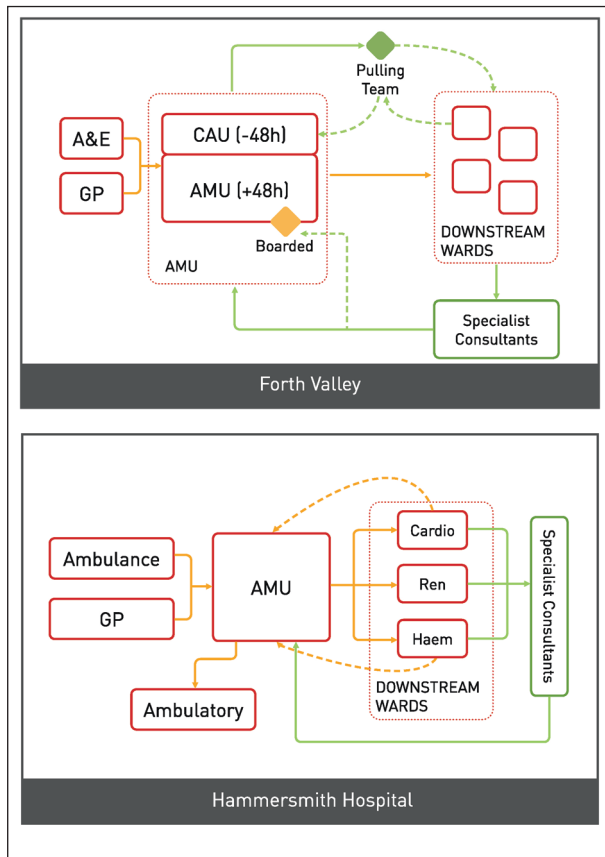 Pulling
Team
A&E
GP
CAU (-48h)
AMU (+48h)
Boarded
AMU
DOWNSTREAM
WARDS
Specialist
Consultants
Forth Valley
Ambulance
GP
AMU
Ambulatory
Cardio
Ren
Haem
DOWNSTREAM
WARDS
Specialist Consultants
Hammersmith Hospital